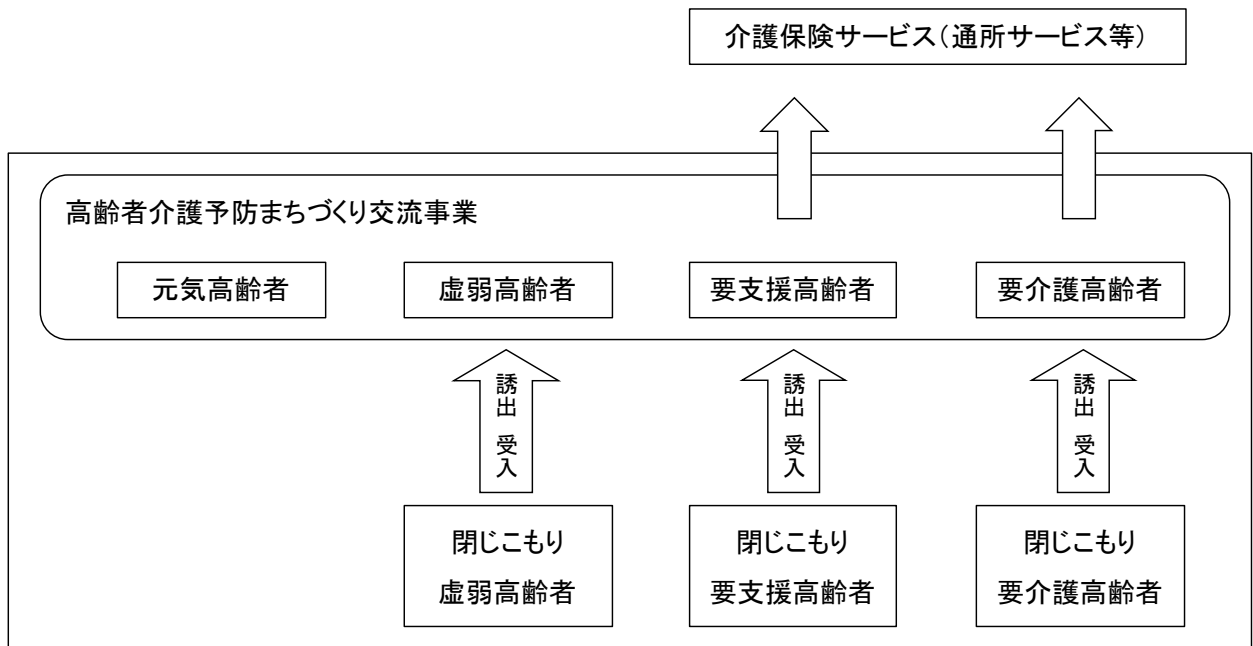 介護保険サービス（通所サービス等）
高齢者介護予防まちづくり交流事業
元気高齢者
虚弱高齢者
要支援高齢者
要介護高齢者
誘出 受入
誘出 受入
誘出 受入
閉じこもり
虚弱高齢者
閉じこもり
要支援高齢者
閉じこもり
要介護高齢者